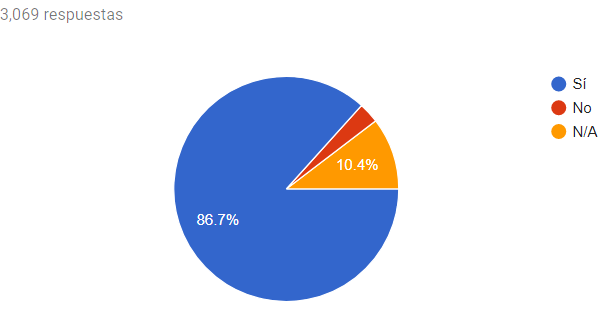 3,069 respuestas
Sí
No
N/A
10.4%
86.7%